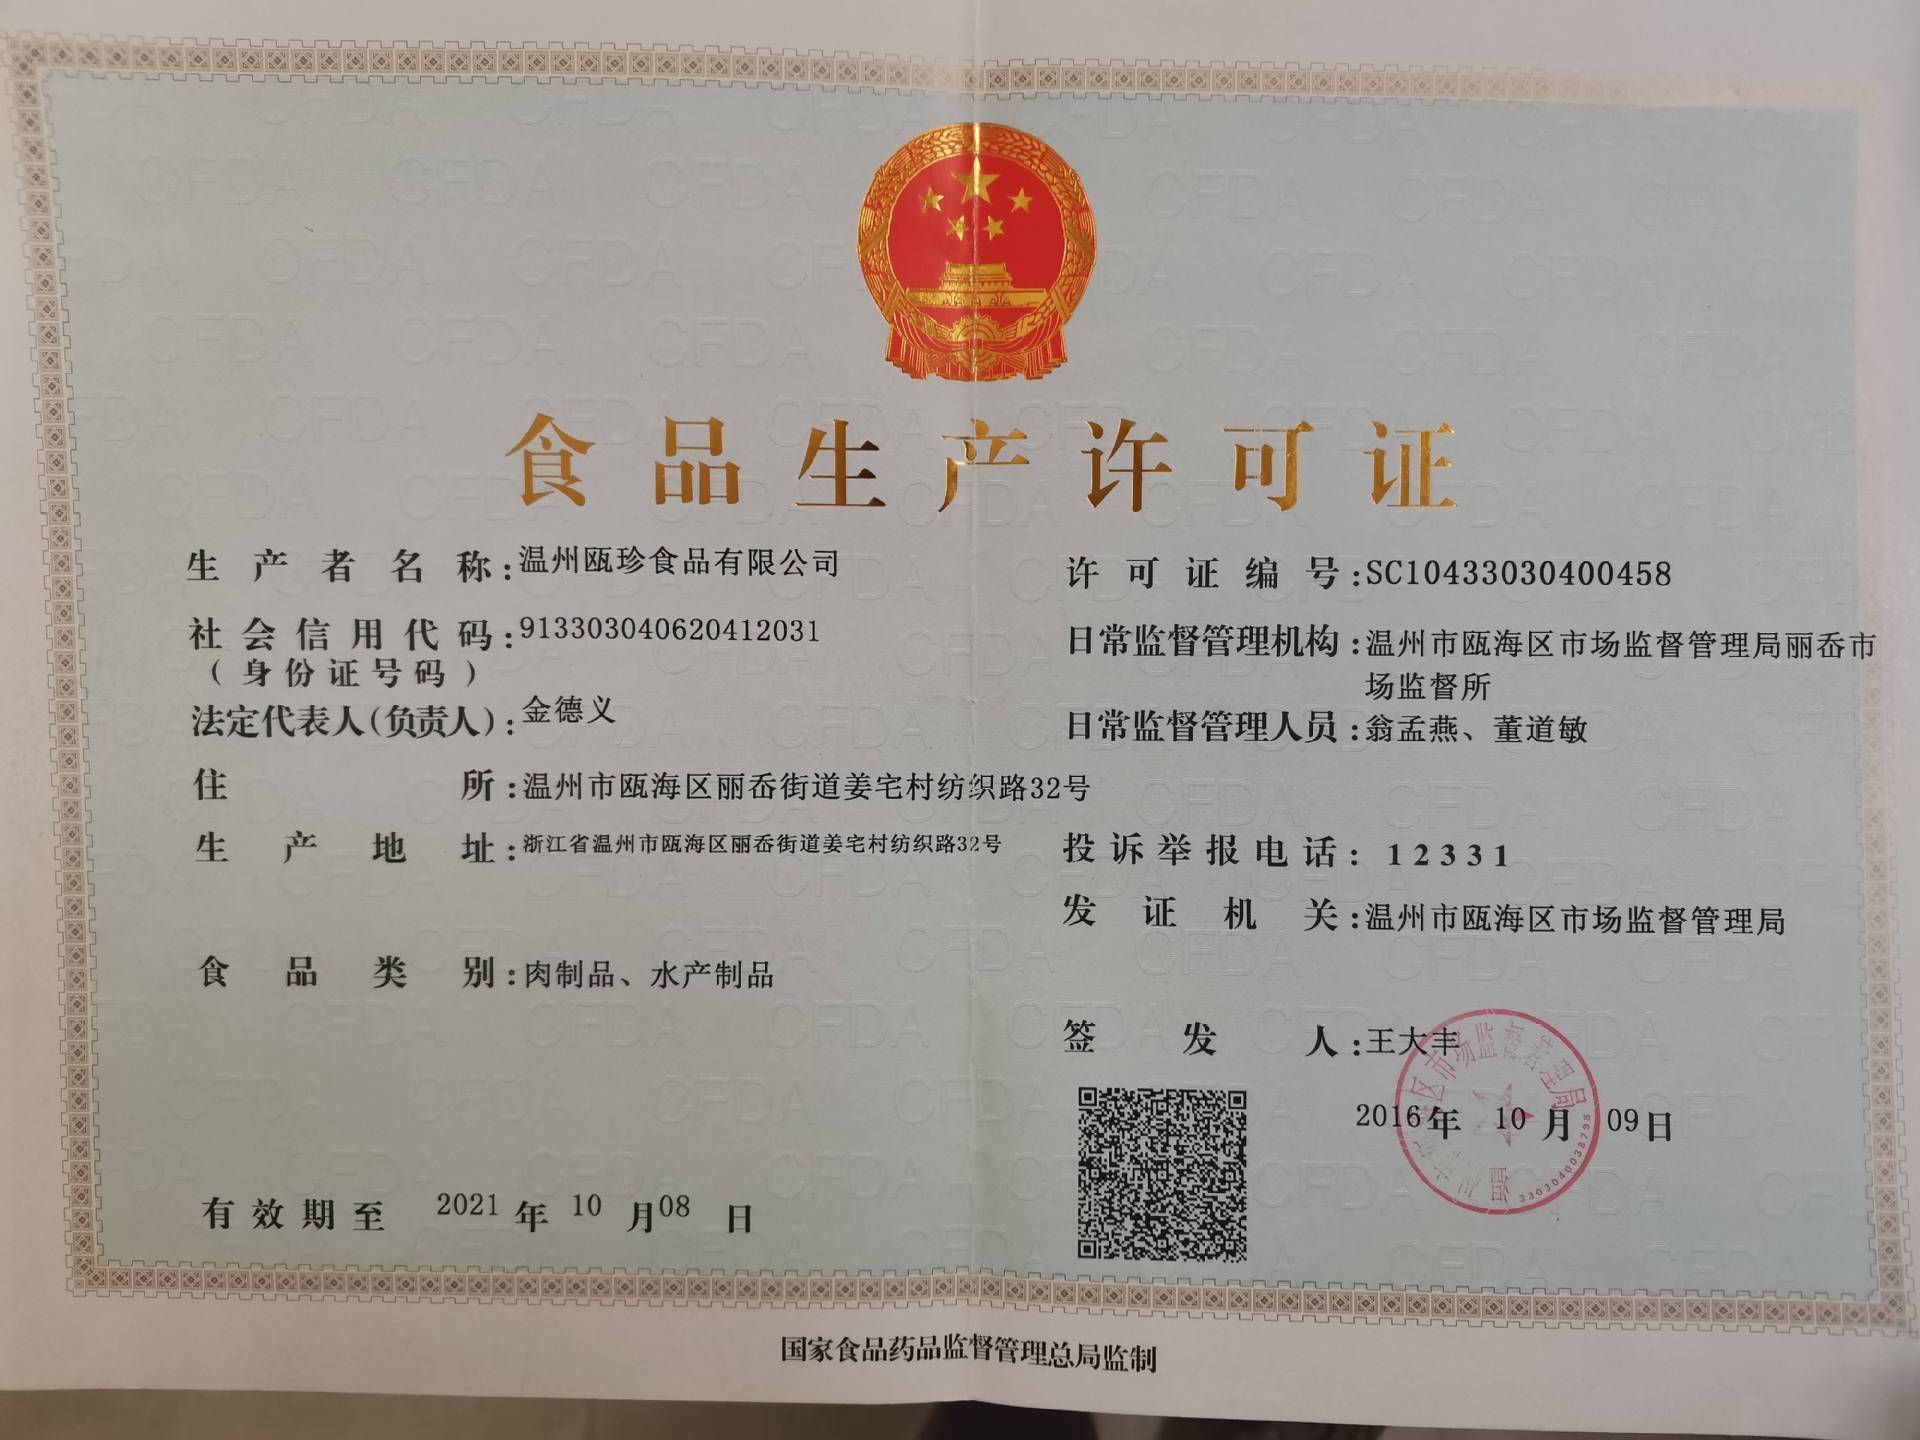 食品生产许可证
生产者名称:温州瓯珍食品有限公司
社会信用代码:913303040620412031
(身份证号码)
法定代表人(负责人):金德义
住所:温州市瓯海区丽岙街道姜宅村纺织路32号
生产地址:浙江省温州市瓯海区丽岙街道姜宅村纺织路32号
食品类别:肉制品、水产制品
有效期至 2021年10月08日
许可证编号:SC10433030400458
日常监督管理机构:温州市瓯海区市场监督管理局丽岙市
场监督所
日常监督管理人员:翁孟燕、董道敏
投诉举报电话:12331
发证机关:温州市瓯海区市场监督管理局
签发人:王大丰
2016年10月09日
区市场监督管理局
3303040038798
国家食品药品监督管理总局监制
CFDA